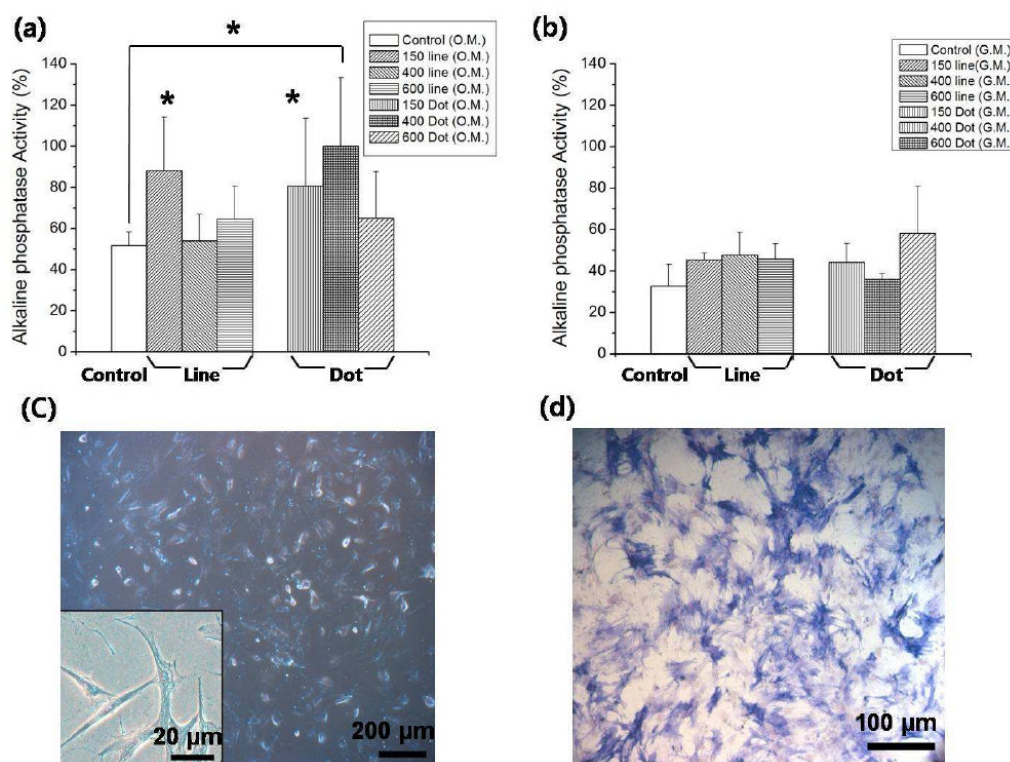 (a)
*
Control (O.M.)
150 line (O.M.)
400 line (O.M.)
600 line (O.M.)
150 Dot (O.M.)
400 Dot (O.M.)
600 Dot (O.M.)
*
*
Alkaline phosphatase Activity (%)
140
120
100
80
60
40
20
0
Control
Line
Dot
(b)
Control (G.M.)
150 line(G.M.)
400 line (G.M.)
600 line (G.M.)
150 Dot (G.M.)
400 Dot (G.M.)
600 Dot (G.M.)
Alkaline phosphatase Activity (%)
140
120
100
80
60
40
20
0
Control
Line
Dot
(C)
20 µm
200 µm
(d)
100 µm